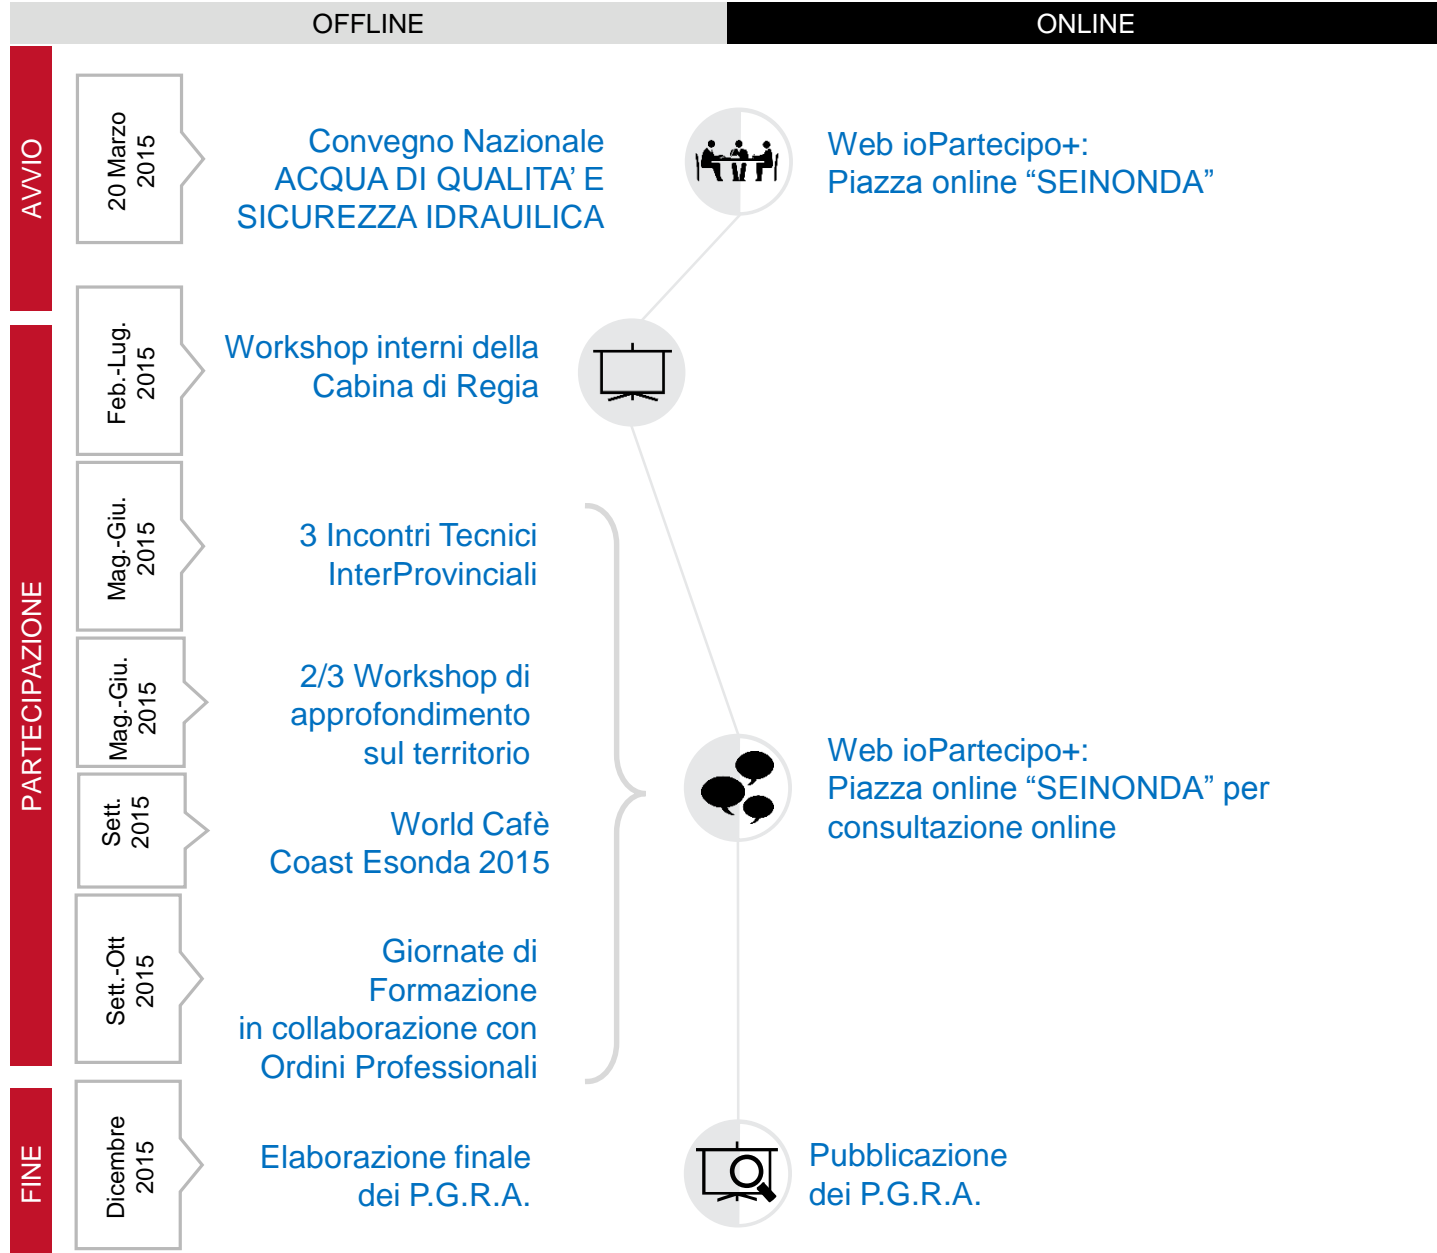 OFFLINE
ONLINE
AVVIO
20 Marzo
2015
Convegno Nazionale
ACQUA DI QUALITA’ E
SICUREZZA IDRAUILICA
Web ioPartecipo+:
Piazza online “SEINONDA”
PARTECIPAZIONE
Feb.-Lug.
2015
Workshop interni della
Cabina di Regia
Mag.-Giu.
2015
3 Incontri Tecnici
InterProvinciali
Mag.-Giu.
2015
2/3 Workshop di
approfondimento
sul territorio
Web ioPartecipo+:
Piazza online “SEINONDA” per
consultazione online
Sett.
2015
World Cafè
Coast Esonda 2015
Sett.-Ott
2015
Giornate di
Formazione
in collaborazione con
Ordini Professionali
FINE
Dicembre
2015
Elaborazione finale
dei P.G.R.A.
Pubblicazione
dei P.G.R.A.